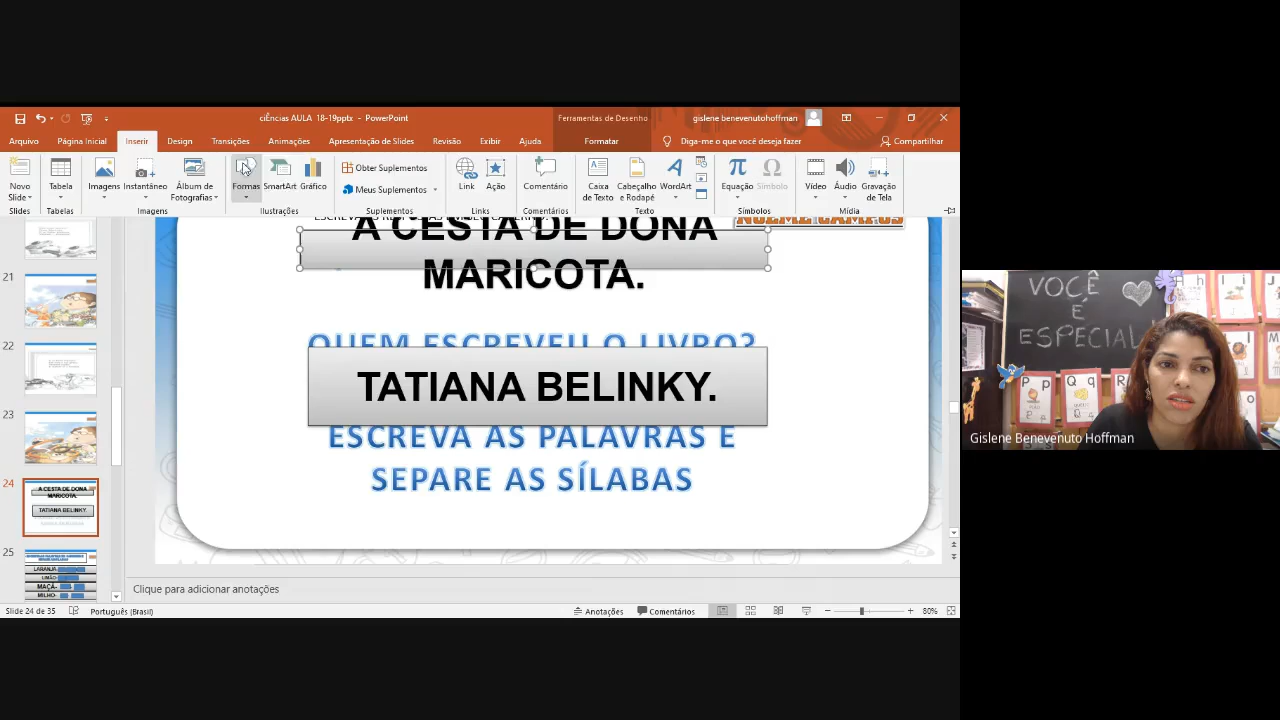 ciÊncias AULA 18-19pptx - PowerPoint
Ferramentas de Desenho
gislene benevenutohoffman
Arquivo Página Inicial Inserir Design Transições Animações Apresentação de Slides Revisão Exibir Ajuda Formatar Diga-me o que você deseja fazer Compartilhar
Novo Slide
Tabela
Imagens
Instantâneo
Álbum de Fotografias
Formas
SmartArt
Gráfico
Obter Suplementos
Meus Suplementos
Link
Ação
Comentário
Caixa de Texto
Cabeçalho e Rodapé
WordArt
Equação
Símbolo
Vídeo
Áudio
Gravação de Tela
Slides Tabelas Imagens Ilustrações Suplementos Links Comentários Texto Símbolos Mídia
NOEME CAMPOS
A CESTA DE DONA
MARICOTA.
QUEM ESCREVEU O LIVRO?
TATIANA BELINKY.
ESCREVA AS PALAVRAS E
SEPARE AS SÍLABAS
21
22
23
24
A CESTA DE DONA
MARICOTA.
TATIANA BELINKY.
25
LARANJA-
LIMÃO-
MAÇÃ-
MILHO-
Clique para adicionar anotações
Slide 24 de 35 Português (Brasil) Anotações Comentários 80%
VOCÊ
É
ESPECIAL
h
I i
P p
Q q
R
M
Gislene Benevenuto Hoffman